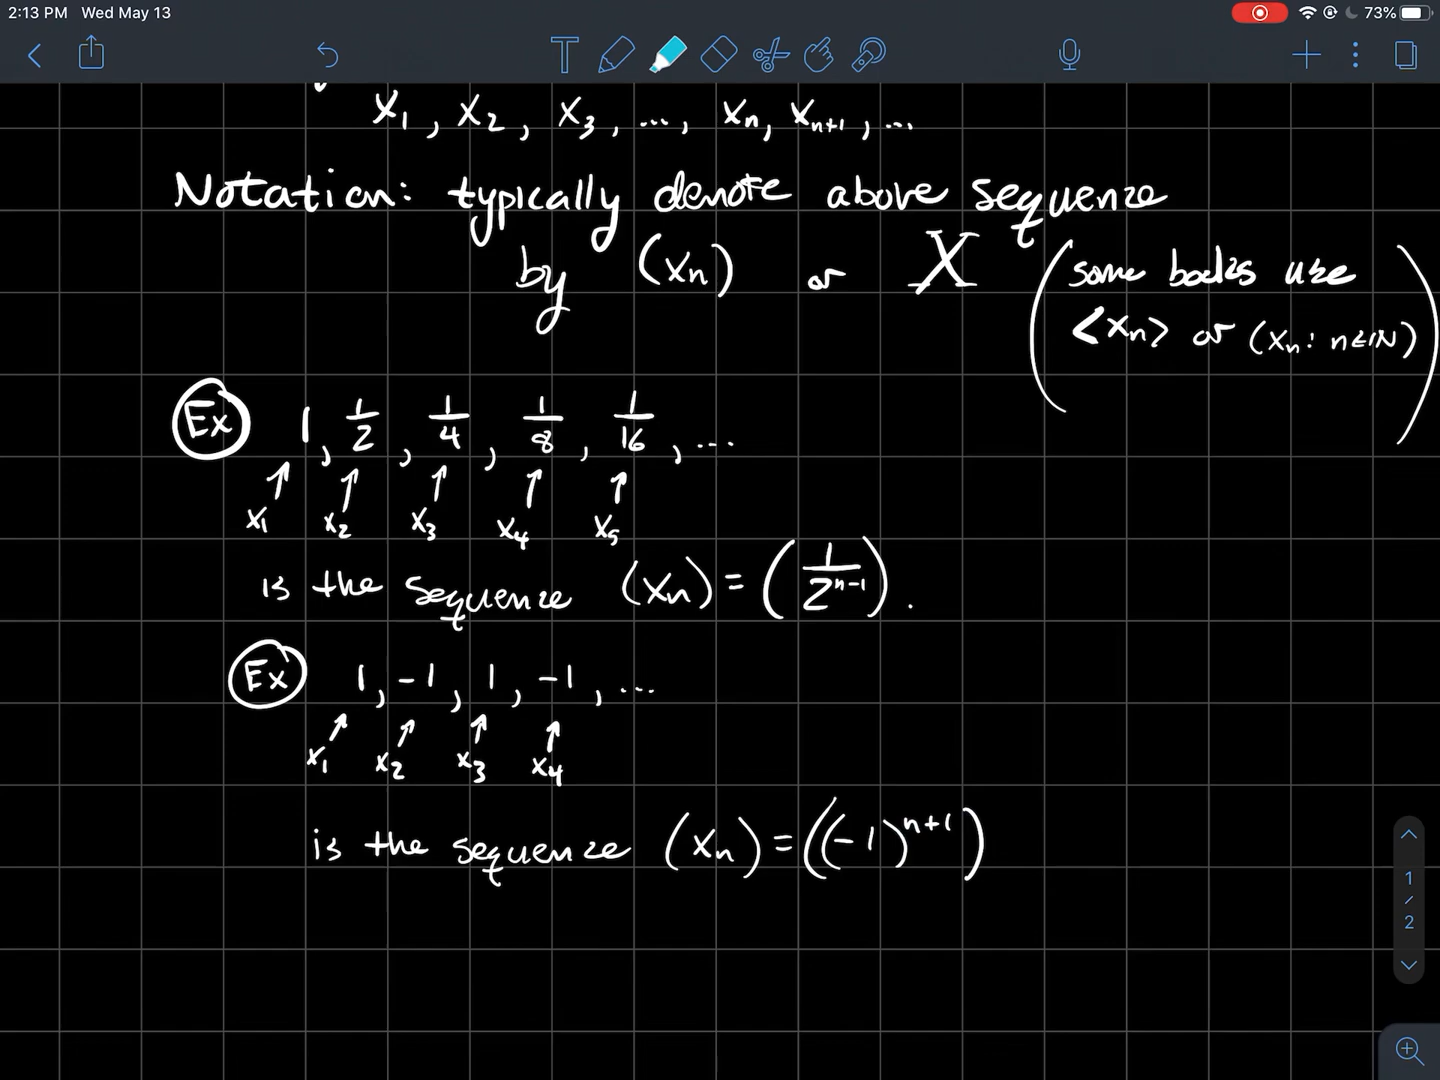 2:13 PM Wed May 13 73%
T
x₁, x₂, x₃, ..., xₙ, xₙ₊₁, ...
Notation: typically denote above sequence
by (xₙ) or X (some books use
<xₙ> or (xₙ: n∈ℕ))
Ex 1, 1/2, 1/4, 1/8, 1/16, ...
x₁ x₂ x₃ x₄ x₅
is the sequence (xₙ) = (1/2ⁿ⁻¹).
Ex 1, -1, 1, -1, ...
x₁ x₂ x₃ x₄
is the sequence (xₙ) = ((-1)ⁿ⁺¹)
1
/
2